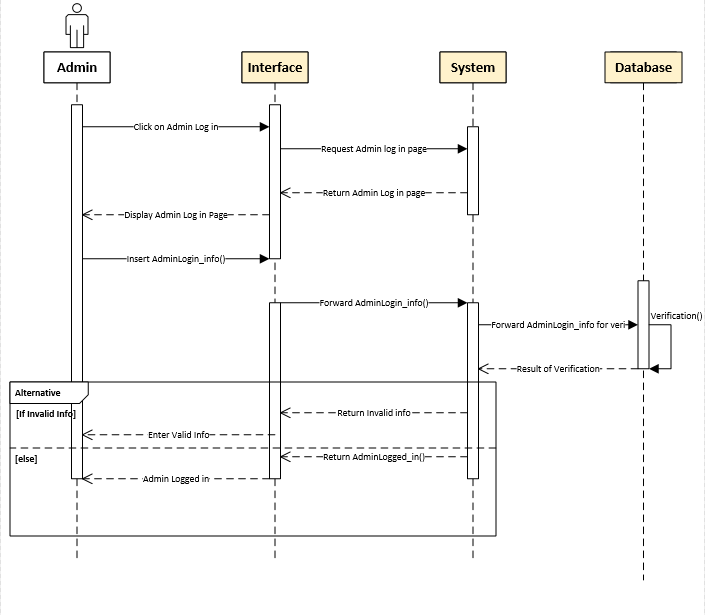 Admin
Interface
System
Database
Click on Admin Log in
Request Admin log in page
Return Admin Log in page
Display Admin Log in Page
Insert AdminLogin_info()
Forward AdminLogin_info()
Verification()
Forward AdminLogin_info for veri
Result of Verification
Alternative
[If Invalid Info]
Return Invalid info
Enter Valid Info
[else]
Return AdminLogged_in()
Admin Logged in